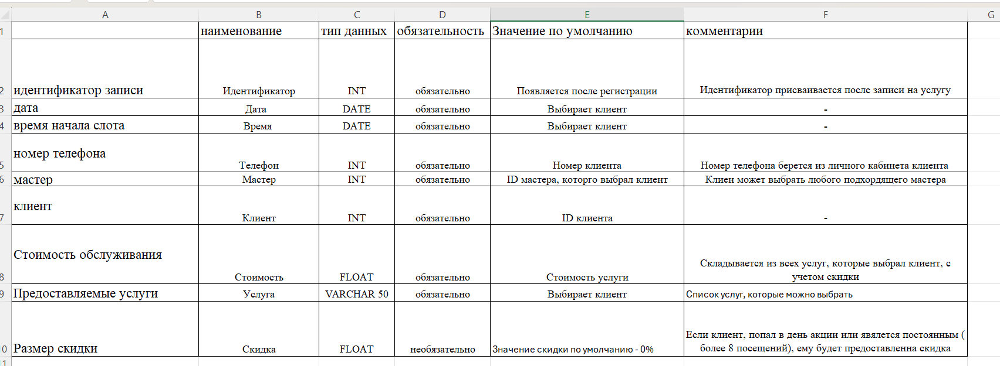 A B C D E F G
1 наименование тип данных обязательность Значение по умолчанию комментарии
2 идентификатор записи Идентификатор INT обязательно Появляется после регистрации Идентификатор присваивается после записи на услугу
3 дата Дата DATE обязательно Выбирает клиент -
4 время начала слота Время DATE обязательно Выбирает клиент -
5 номер телефона Телефон INT обязательно Номер клиента Номер телефона берется из личного кабинета клиента
6 мастер Мастер INT обязательно ID мастера, которго выбрал клиент Клиен может выбрать любого подхордящего мастера
7 клиент Клиент INT обязательно ID клиента -
8 Стоимость обслуживания Стоимость FLOAT обязательно Стоимость услуги Складывается из всех услуг, которые выбрал клиент, с
учетом скидки
9 Предоставляемые услуги Услуга VARCHAR 50 обязательно Выбирает клиент Список услуг, которые можно выбрать
10 Размер скидки Скидка FLOAT необязательно Значение скидки по умолчанию - 0% Если клиент, попал в день акции или явялется постоянным (
более 8 посещений), ему будет предоставленна скидка
11